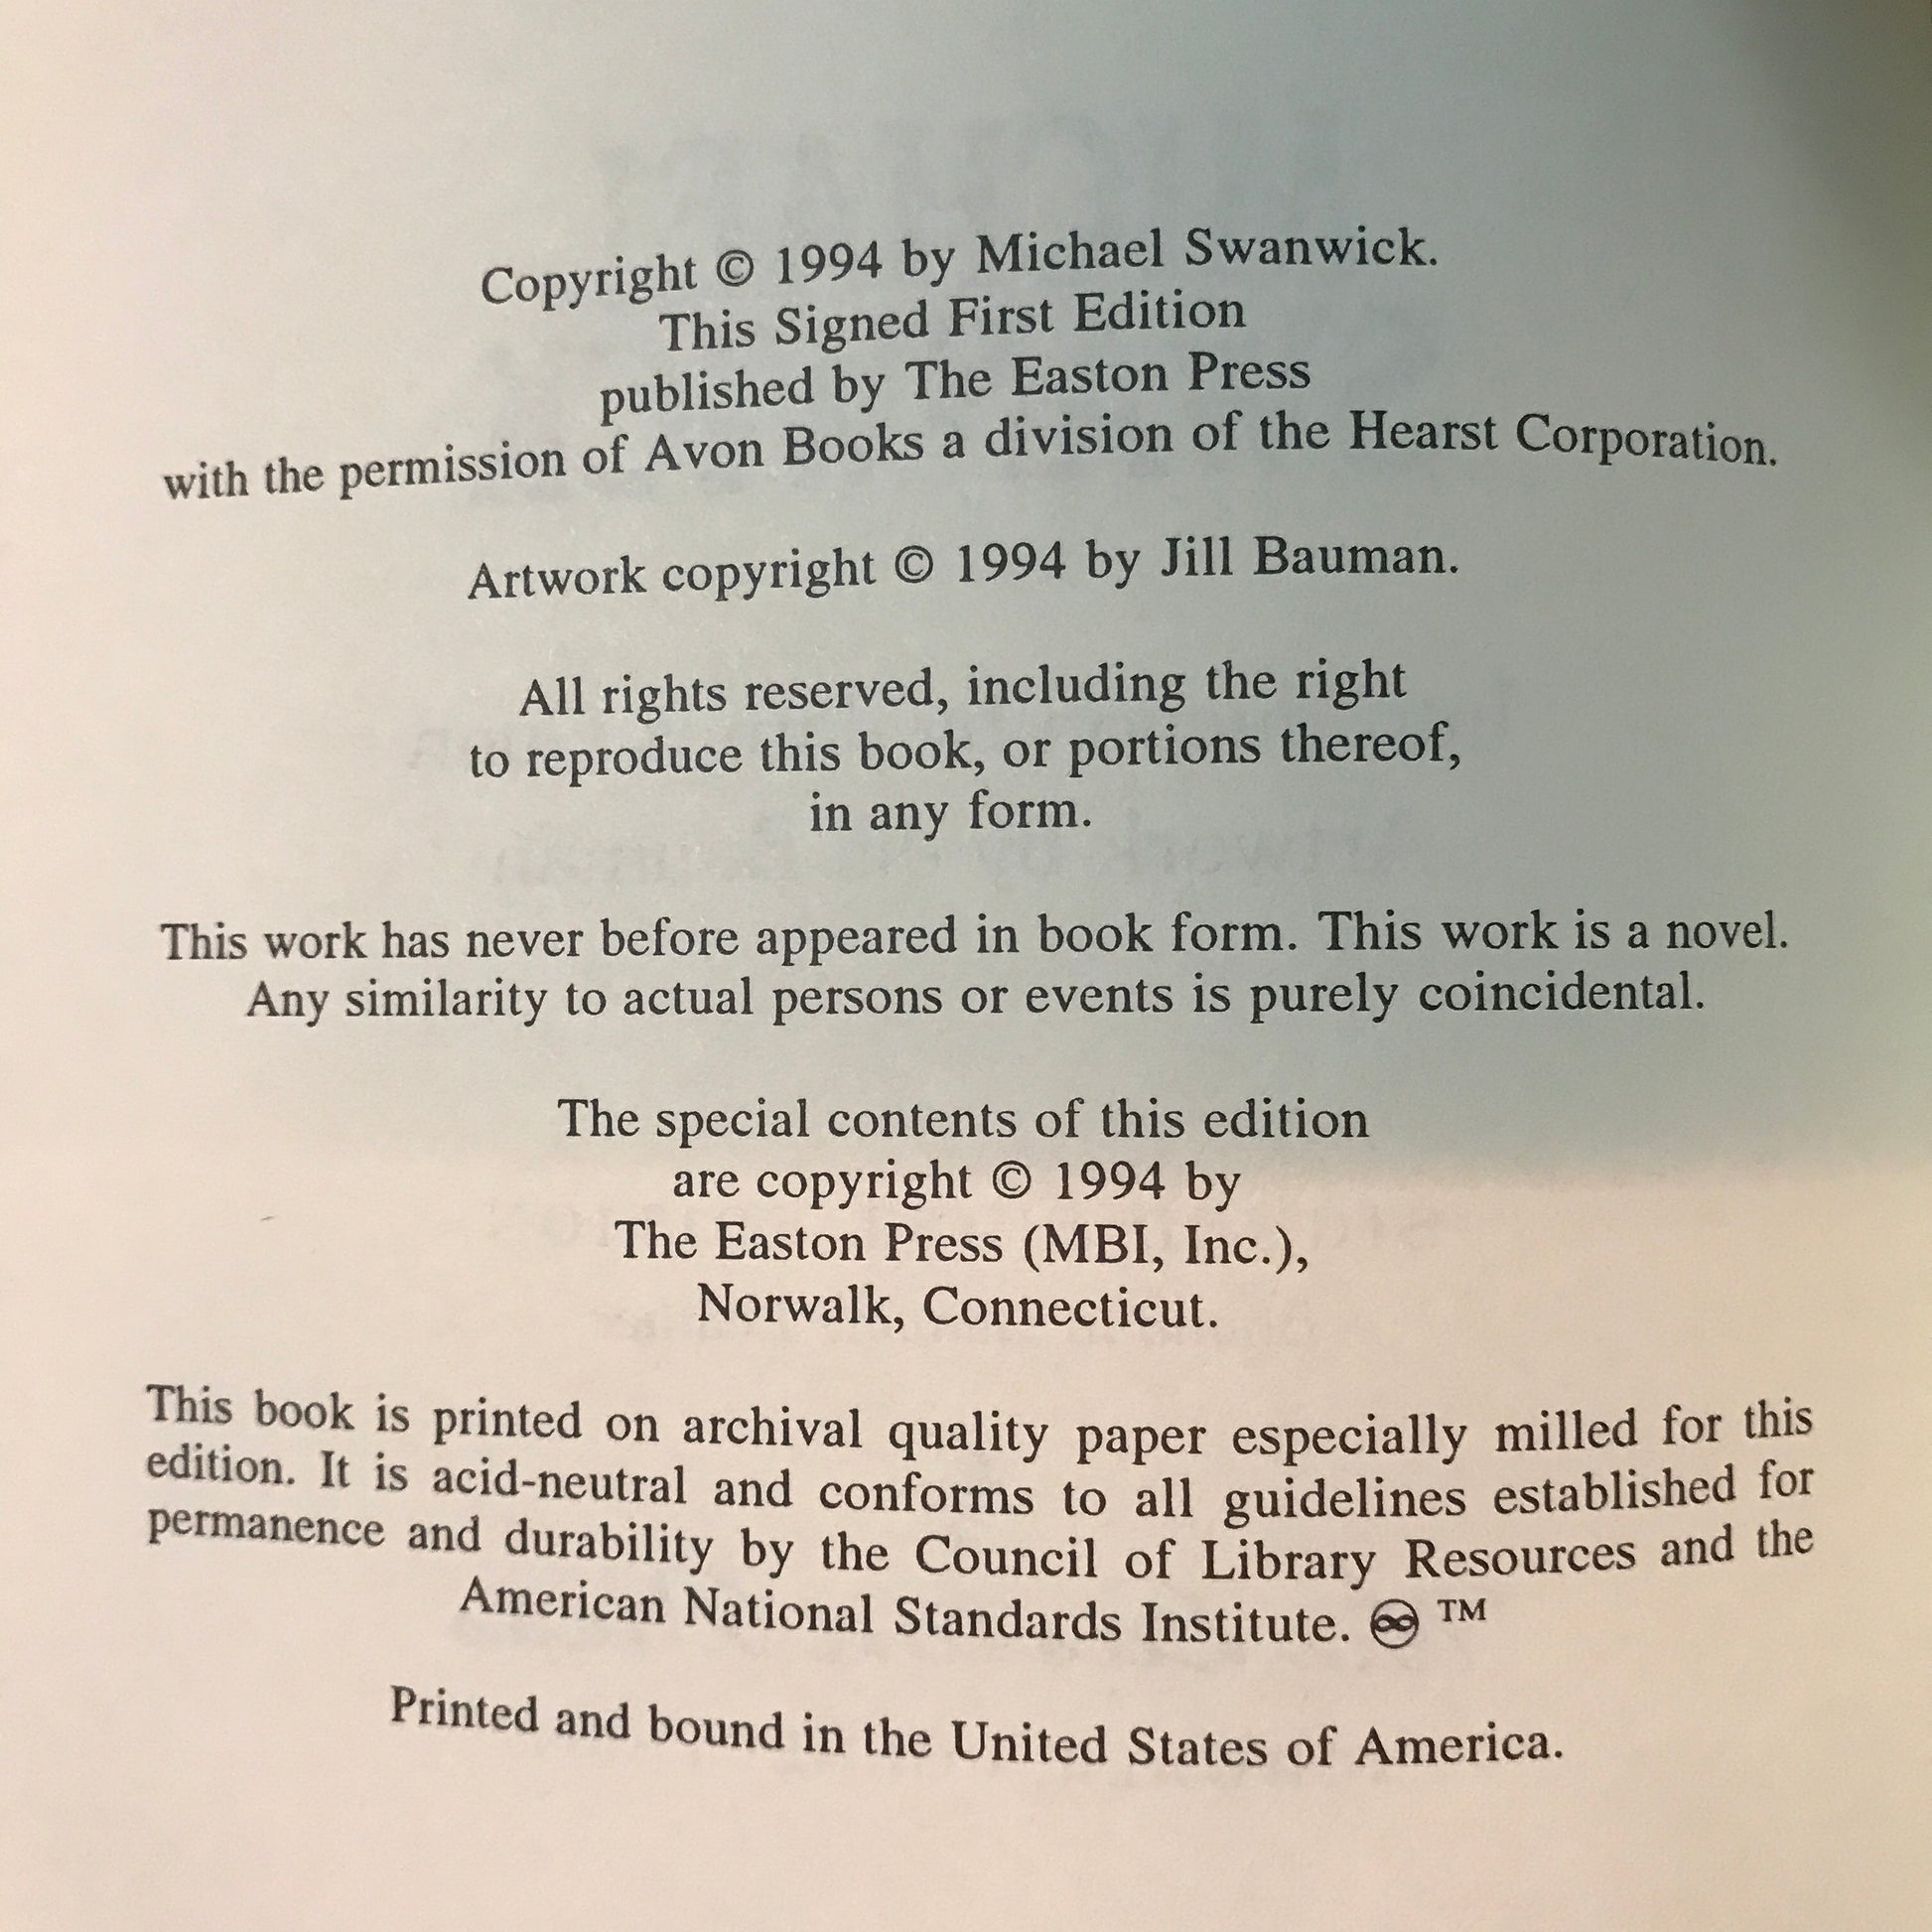 Copyright © 1994 by Michael Swanwick.
This Signed First Edition
published by The Easton Press
with the permission of Avon Books a division of the Hearst Corporation.
Artwork copyright © 1994 by Jill Bauman.
All rights reserved, including the right
to reproduce this book, or portions thereof,
in any form.
This work has never before appeared in book form. This work is a novel.
Any similarity to actual persons or events is purely coincidental.
The special contents of this edition
are copyright © 1994 by
The Easton Press (MBI, Inc.),
Norwalk, Connecticut.
This book is printed on archival quality paper especially milled for this
edition. It is acid-neutral and conforms to all guidelines established for
permanence and durability by the Council of Library Resources and the
American National Standards Institute. ♾ ™
Printed and bound in the United States of America.